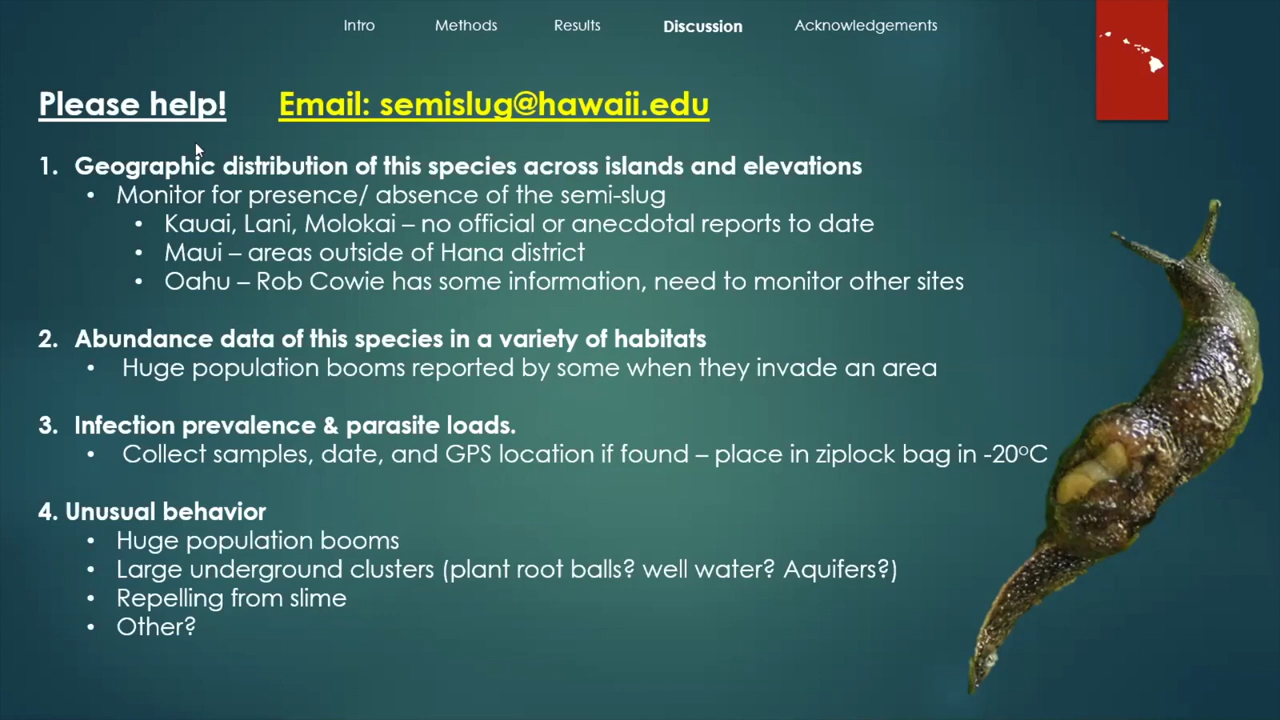 Intro Methods Results Discussion Acknowledgements
Please help! Email: semislug@hawaii.edu
1. Geographic distribution of this species across islands and elevations
• Monitor for presence/ absence of the semi-slug
• Kauai, Lani, Molokai – no official or anecdotal reports to date
• Maui – areas outside of Hana district
• Oahu – Rob Cowie has some information, need to monitor other sites
2. Abundance data of this species in a variety of habitats
• Huge population booms reported by some when they invade an area
3. Infection prevalence & parasite loads.
• Collect samples, date, and GPS location if found – place in ziplock bag in -20°C
4. Unusual behavior
• Huge population booms
• Large underground clusters (plant root balls? well water? Aquifers?)
• Repelling from slime
• Other?